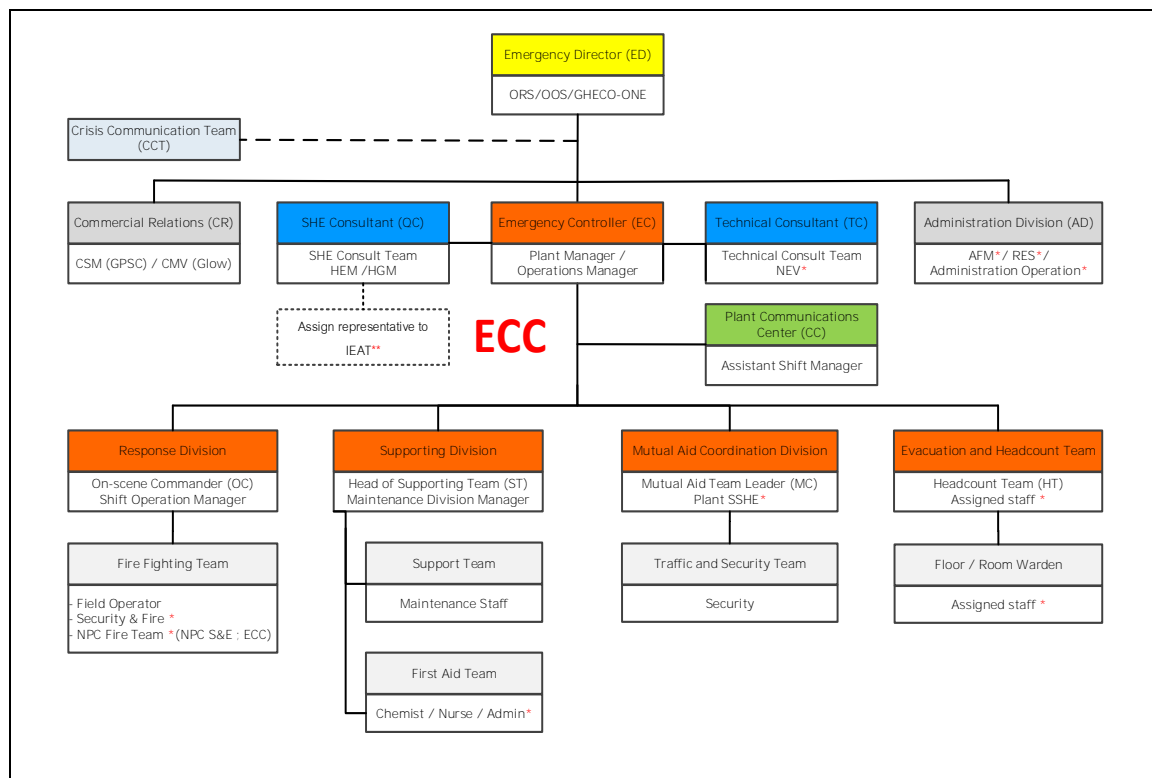 Emergency Director (ED)
ORS/OOS/GHECO-ONE
Crisis Communication Team
(CCT)
Commercial Relations (CR)
CSM (GPSC) / CMV (Glow)
SHE Consultant (QC)
SHE Consult Team
HEM /HGM
Assign representative to
IEAT**
Emergency Controller (EC)
Plant Manager /
Operations Manager
Technical Consultant (TC)
Technical Consult Team
NEV*
Administration Division (AD)
AFM*/ RES*/
Administration Operation*
ECC
Plant Communications
Center (CC)
Assistant Shift Manager
Response Division
On-scene Commander (OC)
Shift Operation Manager
Fire Fighting Team
- Field Operator
- Security & Fire *
- NPC Fire Team *(NPC S&E : ECC)
Supporting Division
Head of Supporting Team (ST)
Maintenance Division Manager
Support Team
Maintenance Staff
First Aid Team
Chemist / Nurse / Admin*
Mutual Aid Coordination Division
Mutual Aid Team Leader (MC)
Plant SSHE*
Traffic and Security Team
Security
Evacuation and Headcount Team
Headcount Team (HT)
Assigned staff *
Floor / Room Warden
Assigned staff *